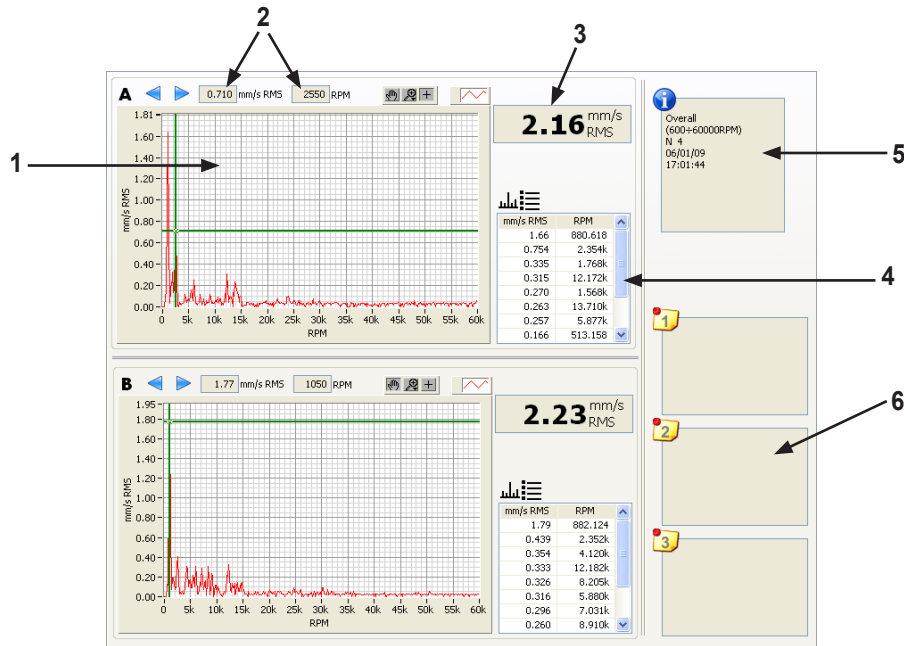 2
3
A
0.710 mm/s RMS 2550 RPM
2.16 mm/s RMS
1
mm/s RMS
1.81
1.60
1.40
1.20
1.00
0.80
0.60
0.40
0.20
0.00
0 5k 10k 15k 20k 25k 30k 35k 40k 45k 50k 55k 60k
RPM
mm/s RMS RPM
1.66 880.618
0.754 2.354k
0.335 1.768k
0.315 12.172k
0.270 1.568k
0.263 13.710k
0.257 5.877k
0.166 513.158
4
i
Overall
(600÷60000RPM)
N 4
06/01/09
17:01:44
5
B
1.77 mm/s RMS 1050 RPM
2.23 mm/s RMS
mm/s RMS
1.95
1.80
1.60
1.40
1.20
1.00
0.80
0.60
0.40
0.20
0.00
0 5k 10k 15k 20k 25k 30k 35k 40k 45k 50k 55k 60k
RPM
mm/s RMS RPM
1.79 882.124
0.439 2.352k
0.354 4.120k
0.333 12.182k
0.326 8.205k
0.316 5.880k
0.296 7.031k
0.260 8.910k
1
2
3
6